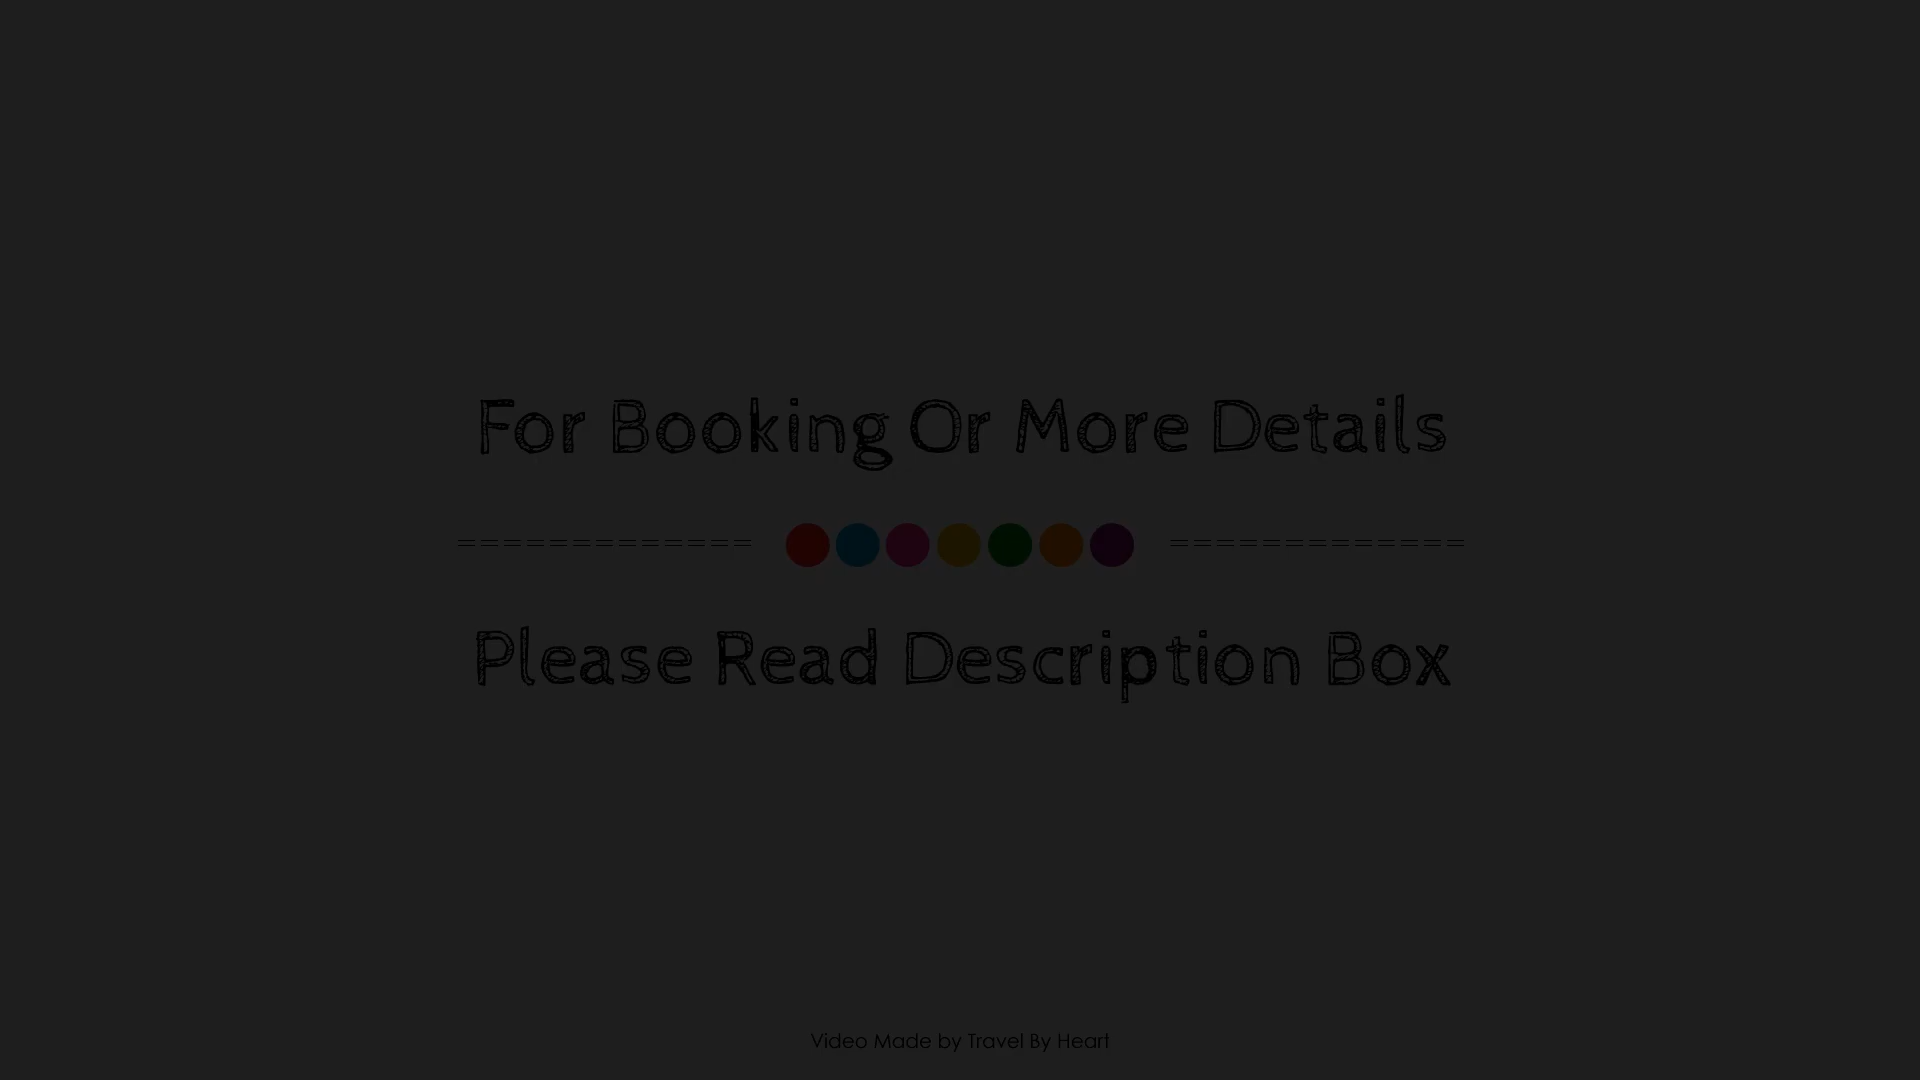 For Booking Or More Details
============= =============
Please Read Description Box
Video Made by Travel By Heart